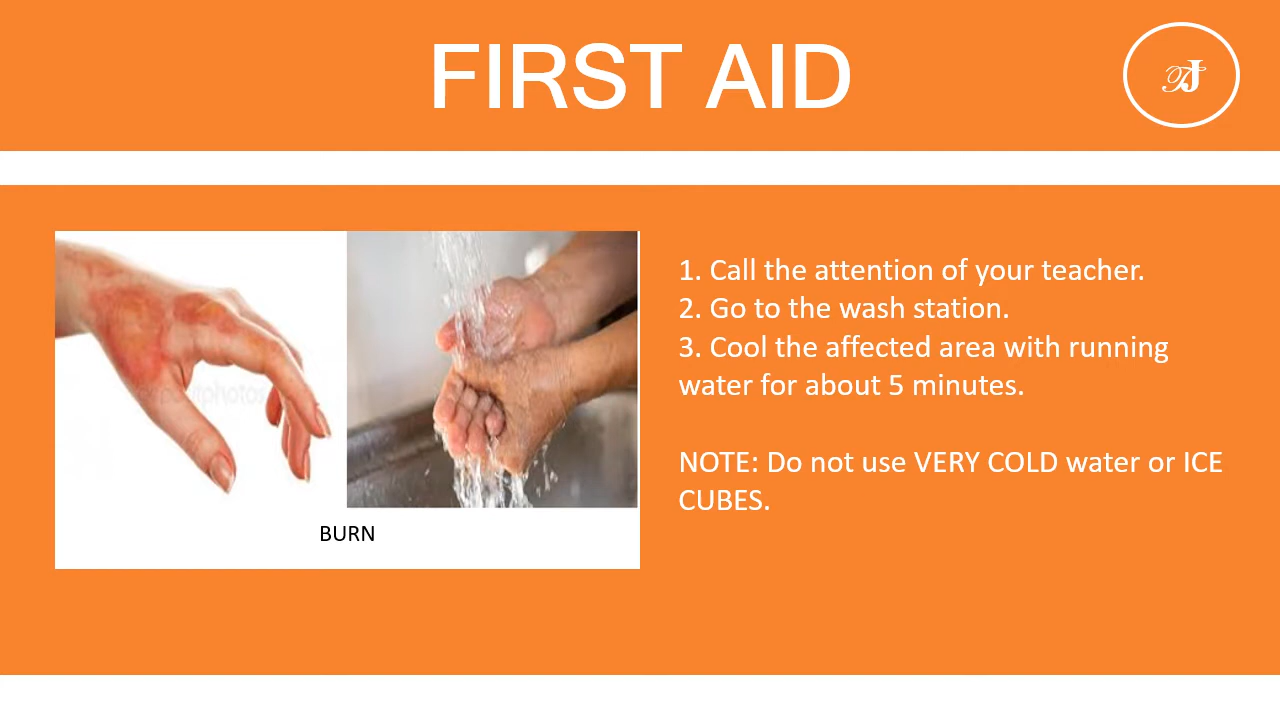 FIRST AID
1. Call the attention of your teacher.
2. Go to the wash station.
3. Cool the affected area with running
water for about 5 minutes.
NOTE: Do not use VERY COLD water or ICE
CUBES.
BURN